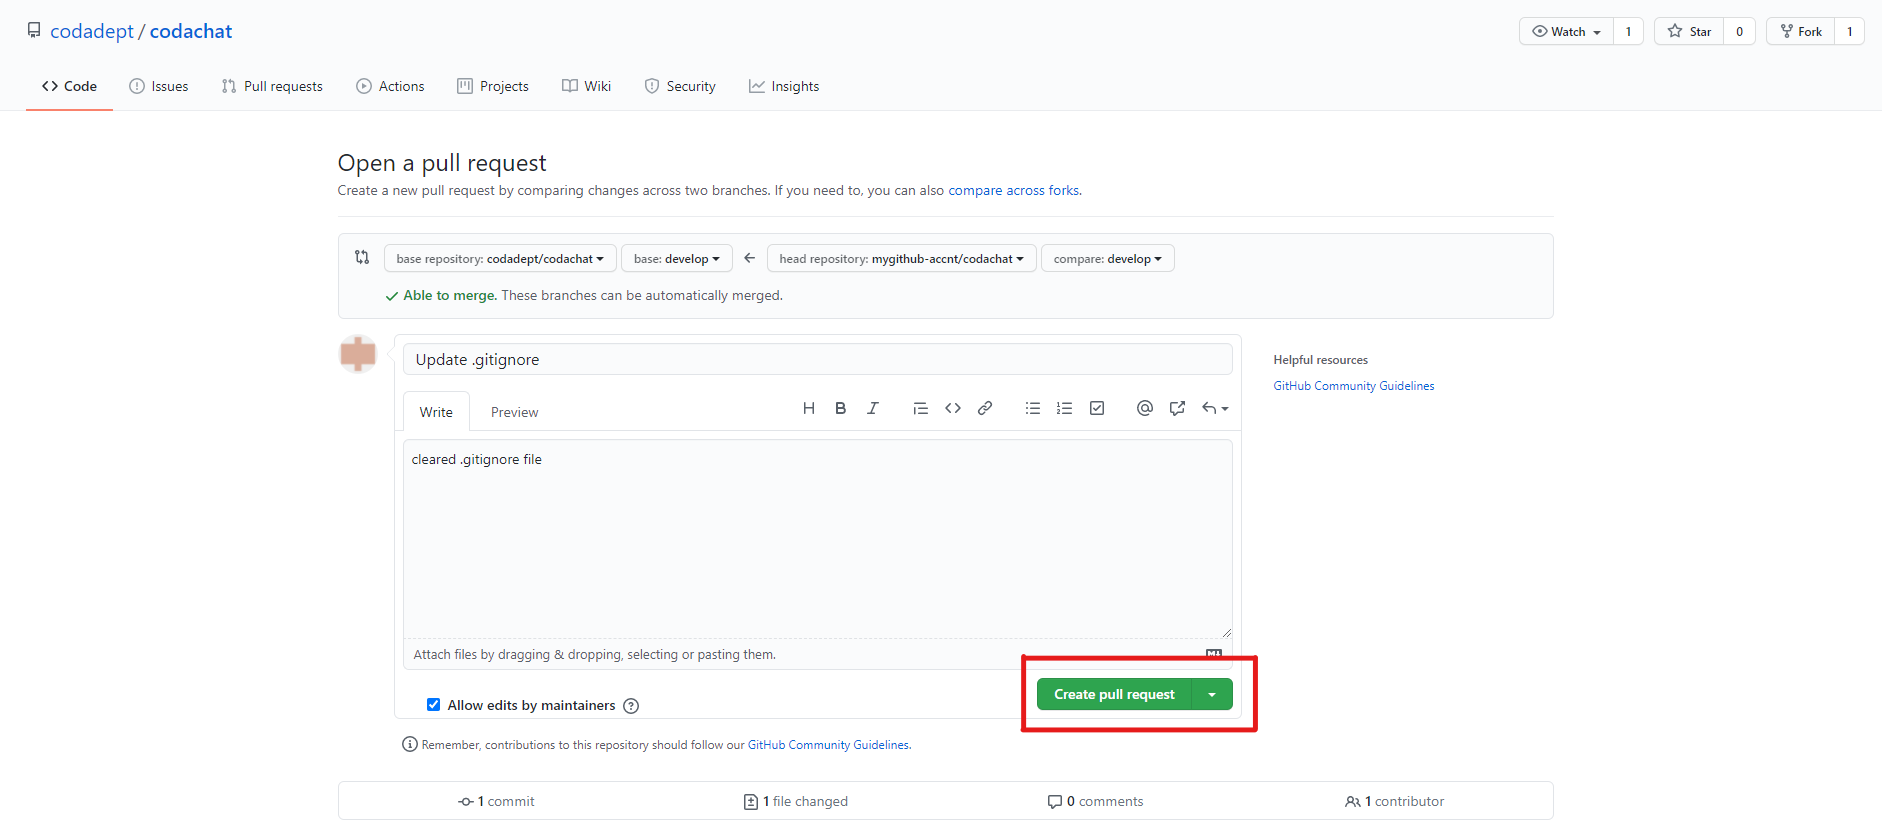 codadept / codachat
Watch 1 Star 0 Fork 1
Code Issues Pull requests Actions Projects Wiki Security Insights
Open a pull request
Create a new pull request by comparing changes across two branches. If you need to, you can also compare across forks.
base repository: codadept/codachat base: develop head repository: mygithub-accnt/codachat compare: develop
Able to merge. These branches can be automatically merged.
Update .gitignore
Helpful resources
GitHub Community Guidelines
Write Preview H B I
cleared .gitignore file
Attach files by dragging & dropping, selecting or pasting them.
Create pull request
Allow edits by maintainers
Remember, contributions to this repository should follow our GitHub Community Guidelines.
1 commit 1 file changed 0 comments 1 contributor